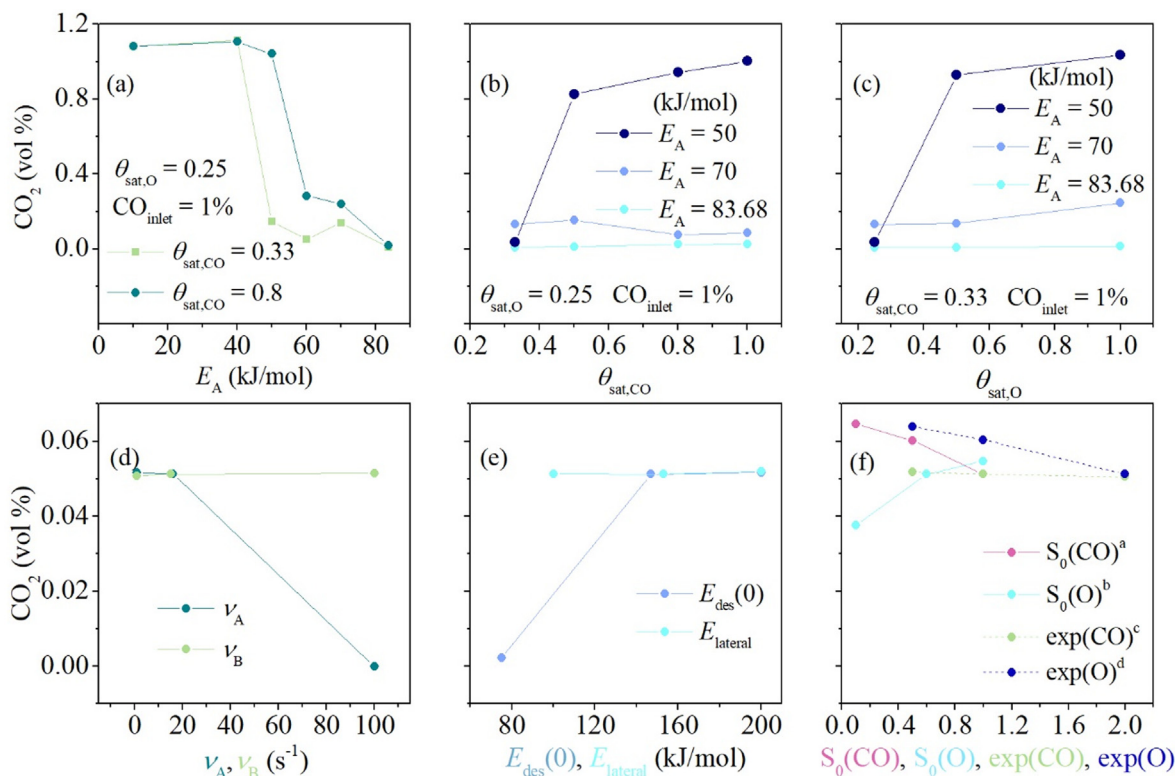 1.2
0.8
0.4
0.0
CO2 (vol %)
(a)
θsat,O = 0.25
COinlet = 1%
θsat,CO = 0.33
θsat,CO = 0.8
0 20 40 60 80
EA (kJ/mol)
(b)
(kJ/mol)
EA = 50
EA = 70
EA = 83.68
θsat,O = 0.25 COinlet = 1%
0.2 0.4 0.6 0.8 1.0
θsat,CO
(c)
(kJ/mol)
EA = 50
EA = 70
EA = 83.68
θsat,CO = 0.33 COinlet = 1%
0.2 0.4 0.6 0.8 1.0
θsat,O
0.06
0.04
0.02
0.00
CO2 (vol %)
(d)
νA
νB
0 20 40 60 80 100
νA, νB (s-1)
(e)
Edes(0)
Elateral
80 120 160 200
Edes(0), Elateral (kJ/mol)
(f)
S0(CO)a
S0(O)b
exp(CO)c
exp(O)d
0.0 0.4 0.8 1.2 1.6 2.0
S0(CO), S0(O), exp(CO), exp(O)